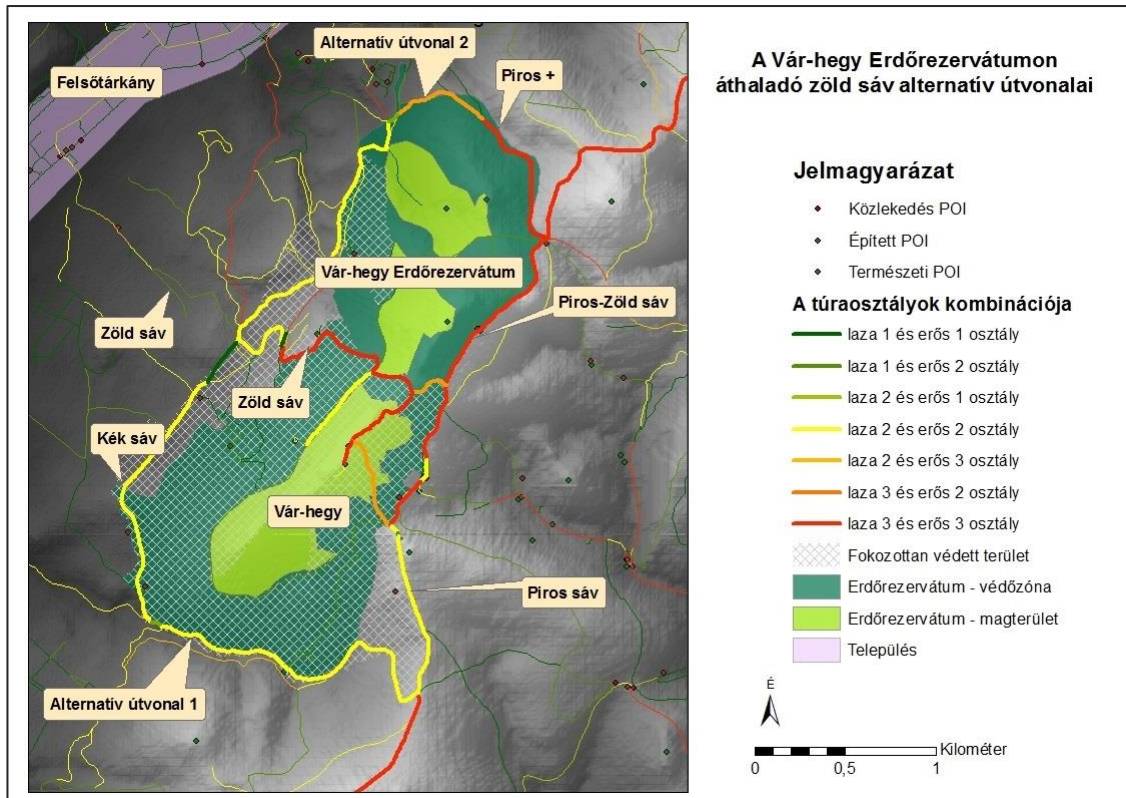 Alternatív útvonal 2
Felsőtárkány
Piros +
Vár-hegy Erdőrezervátum
Piros-Zöld sáv
Zöld sáv
Zöld sáv
Kék sáv
Vár-hegy
Piros sáv
Alternatív útvonal 1
A Vár-hegy Erdőrezervátumon
áthaladó zöld sáv alternatív útvonalai
Jelmagyarázat
Közlekedés POI
Épített POI
Természeti POI
A túraosztályok kombinációja
laza 1 és erős 1 osztály
laza 1 és erős 2 osztály
laza 2 és erős 1 osztály
laza 2 és erős 2 osztály
laza 2 és erős 3 osztály
laza 3 és erős 2 osztály
laza 3 és erős 3 osztály
Fokozottan védett terület
Erdőrezervátum - védőzóna
Erdőrezervátum - magterület
Település
É
Kilométer
0 0,5 1